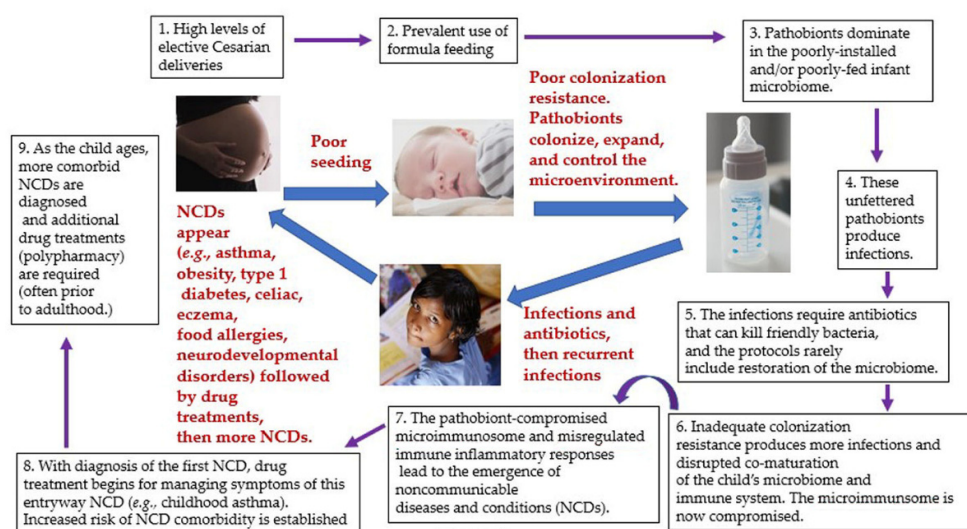 1. High levels of
elective Cesarian
deliveries
2. Prevalent use of
formula feeding
3. Pathobionts dominate
in the poorly-installed
and/or poorly-fed infant
microbiome.
Poor colonization
resistance.
Pathobionts
colonize, expand,
and control the
microenvironment.
Poor
seeding
9. As the child ages,
more comorbid
NCDs are
diagnosed
and additional
drug treatments
(polypharmacy)
are required
(often prior
to adulthood.)
4. These
unfettered
pathobionts
produce
infections.
NCDs
appear
(e.g., asthma,
obesity, type 1
diabetes, celiac,
eczema,
food allergies,
neurodevelopmental
disorders) followed
by drug
treatments,
then more NCDs.
Infections and
antibiotics,
then recurrent
infections
5. The infections require antibiotics
that can kill friendly bacteria,
and the protocols rarely
include restoration of the microbiome.
6. Inadequate colonization
resistance produces more infections and
disrupted co-maturation
of the child's microbiome and
immune system. The microimmunsome is
now compromised.
7. The pathobiont-compromised
microimmunosome and misregulated
immune inflammatory responses
lead to the emergence of
noncommunicable
diseases and conditions (NCDs).
8. With diagnosis of the first NCD, drug
treatment begins for managing symptoms of this
entryway NCD (e.g., childhood asthma).
Increased risk of NCD comorbidity is established